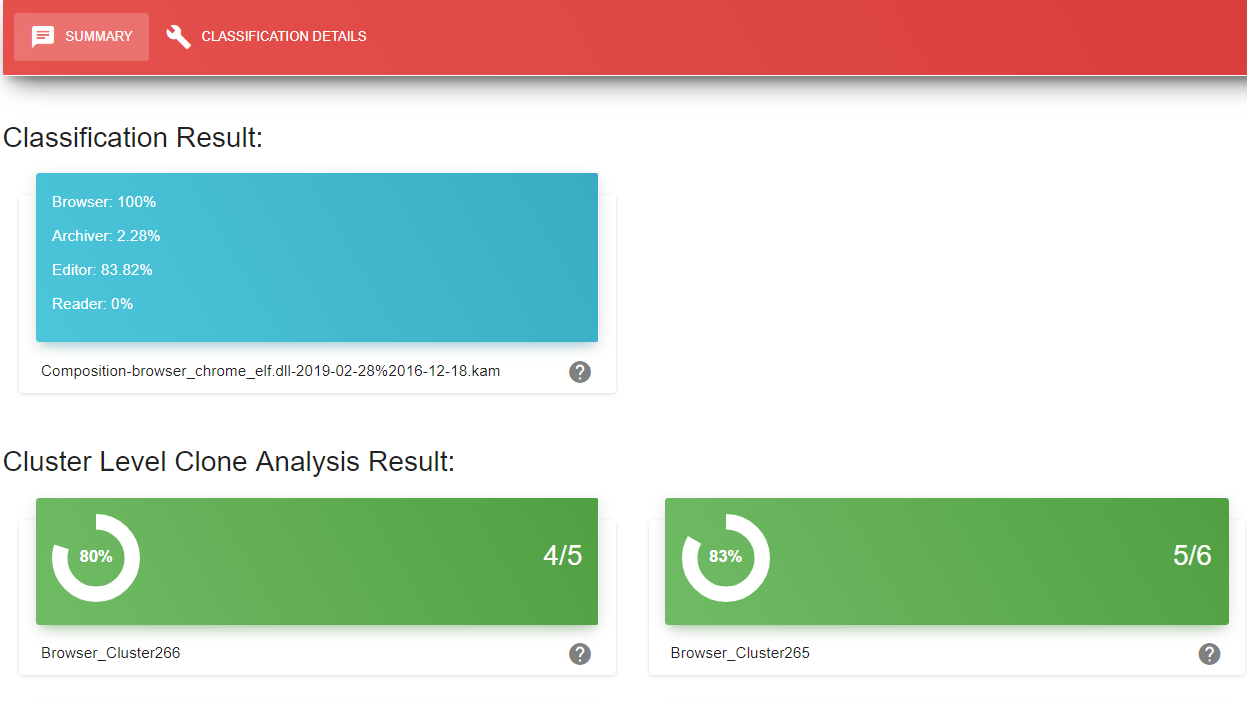 SUMMARY CLASSIFICATION DETAILS
Classification Result:
Browser: 100%
Archiver: 2.28%
Editor: 83.82%
Reader: 0%
Composition-browser_chrome_elf.dll-2019-02-28%2016-12-18.kam ?
Cluster Level Clone Analysis Result:
80% 4/5 83% 5/6
Browser_Cluster266 ? Browser_Cluster265 ?